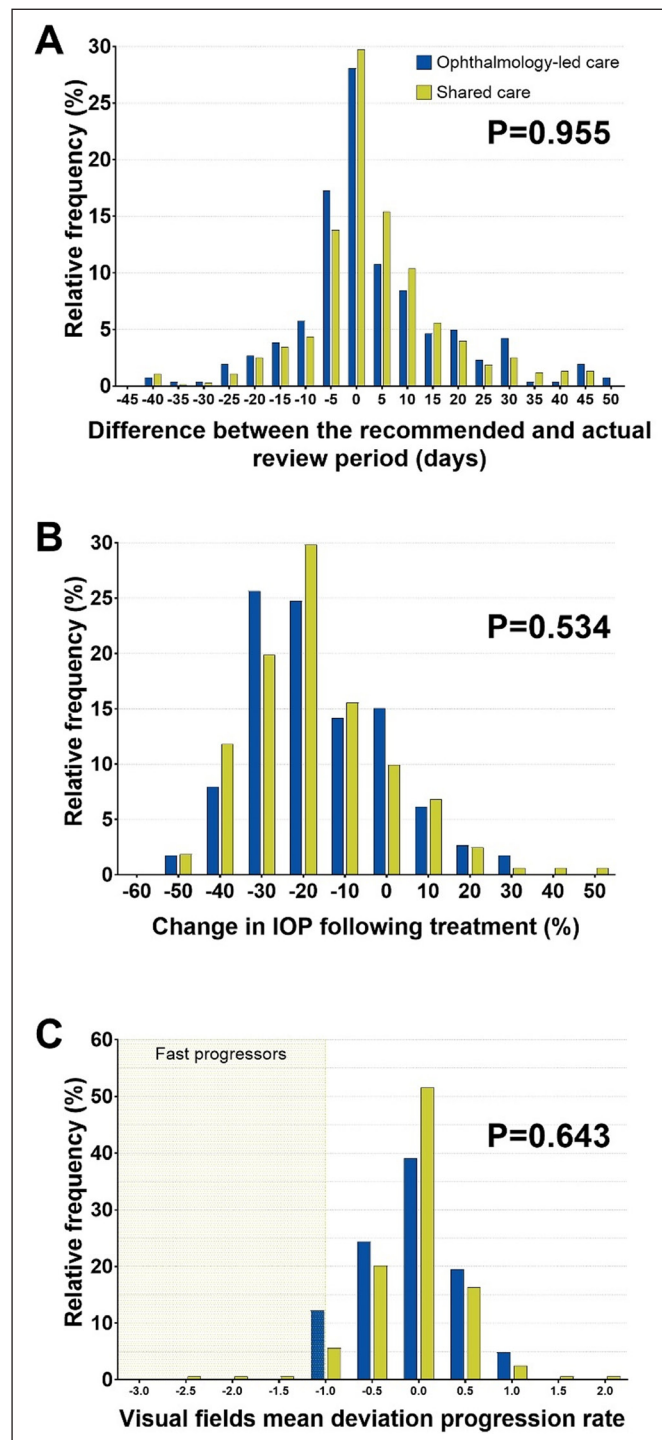 A
30
25
20
15
10
5
0
Relative frequency (%)
Ophthalmology-led care
Shared care
P=0.955
-45 -40 -35 -30 -25 -20 -15 -10 -5 0 5 10 15 20 25 30 35 40 45 50
Difference between the recommended and actual
review period (days)
B
30
25
20
15
10
5
0
Relative frequency (%)
P=0.534
-60 -50 -40 -30 -20 -10 0 10 20 30 40 50
Change in IOP following treatment (%)
C
60
50
40
30
20
10
0
Relative frequency (%)
Fast progressors
P=0.643
-3.0 -2.5 -2.0 -1.5 -1.0 -0.5 0.0 0.5 1.0 1.5 2.0
Visual fields mean deviation progression rate